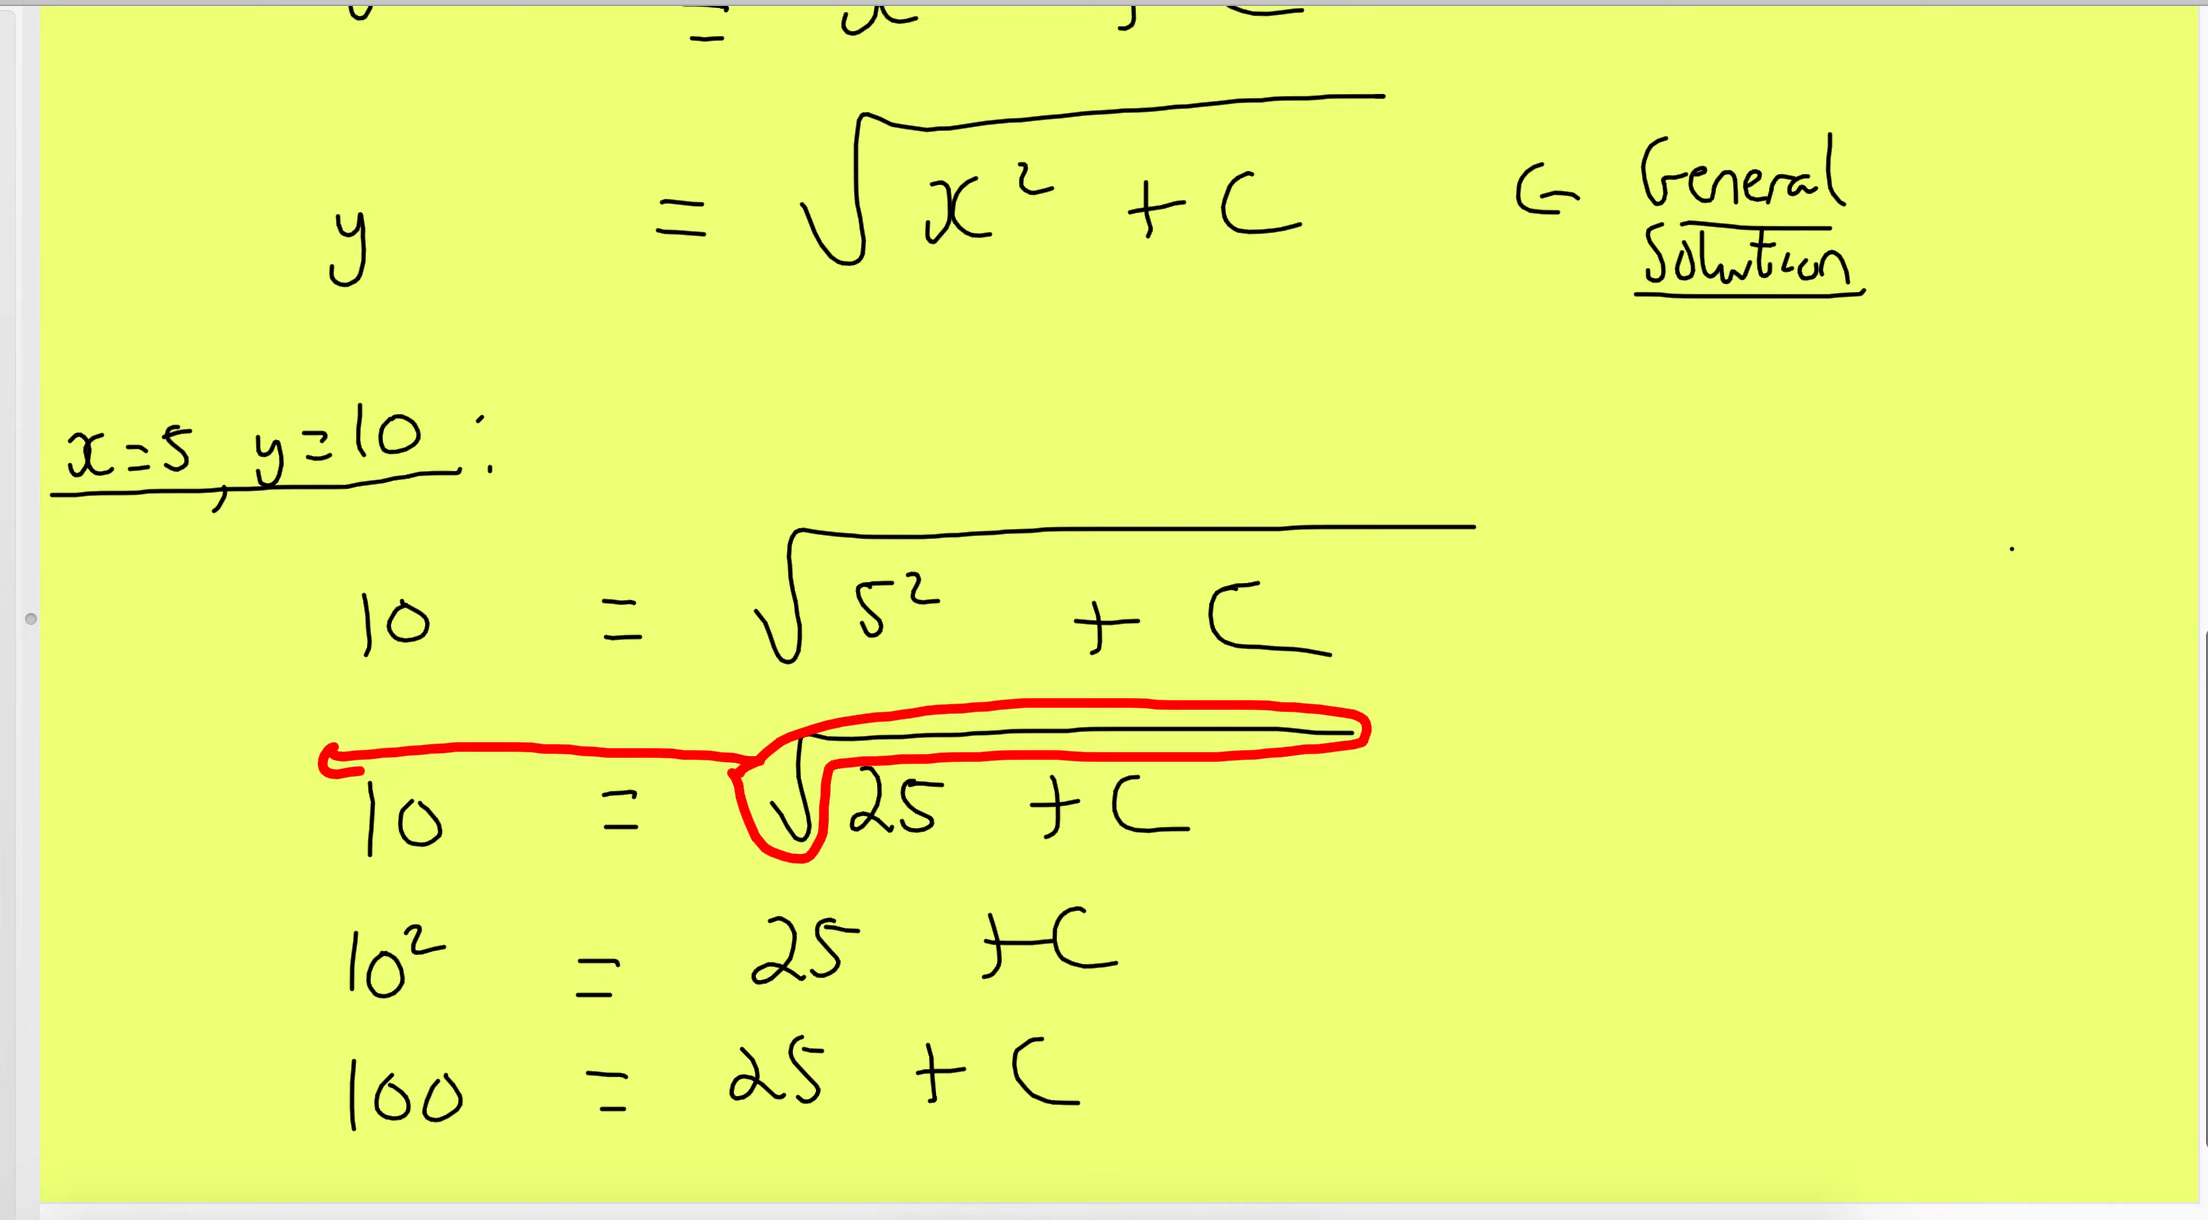 y = √(x² + C) ← General
Solution
x=5, y=10 :
10 = √(5² + C)
10 = √(25 + C)
10² = 25 + C
100 = 25 + C